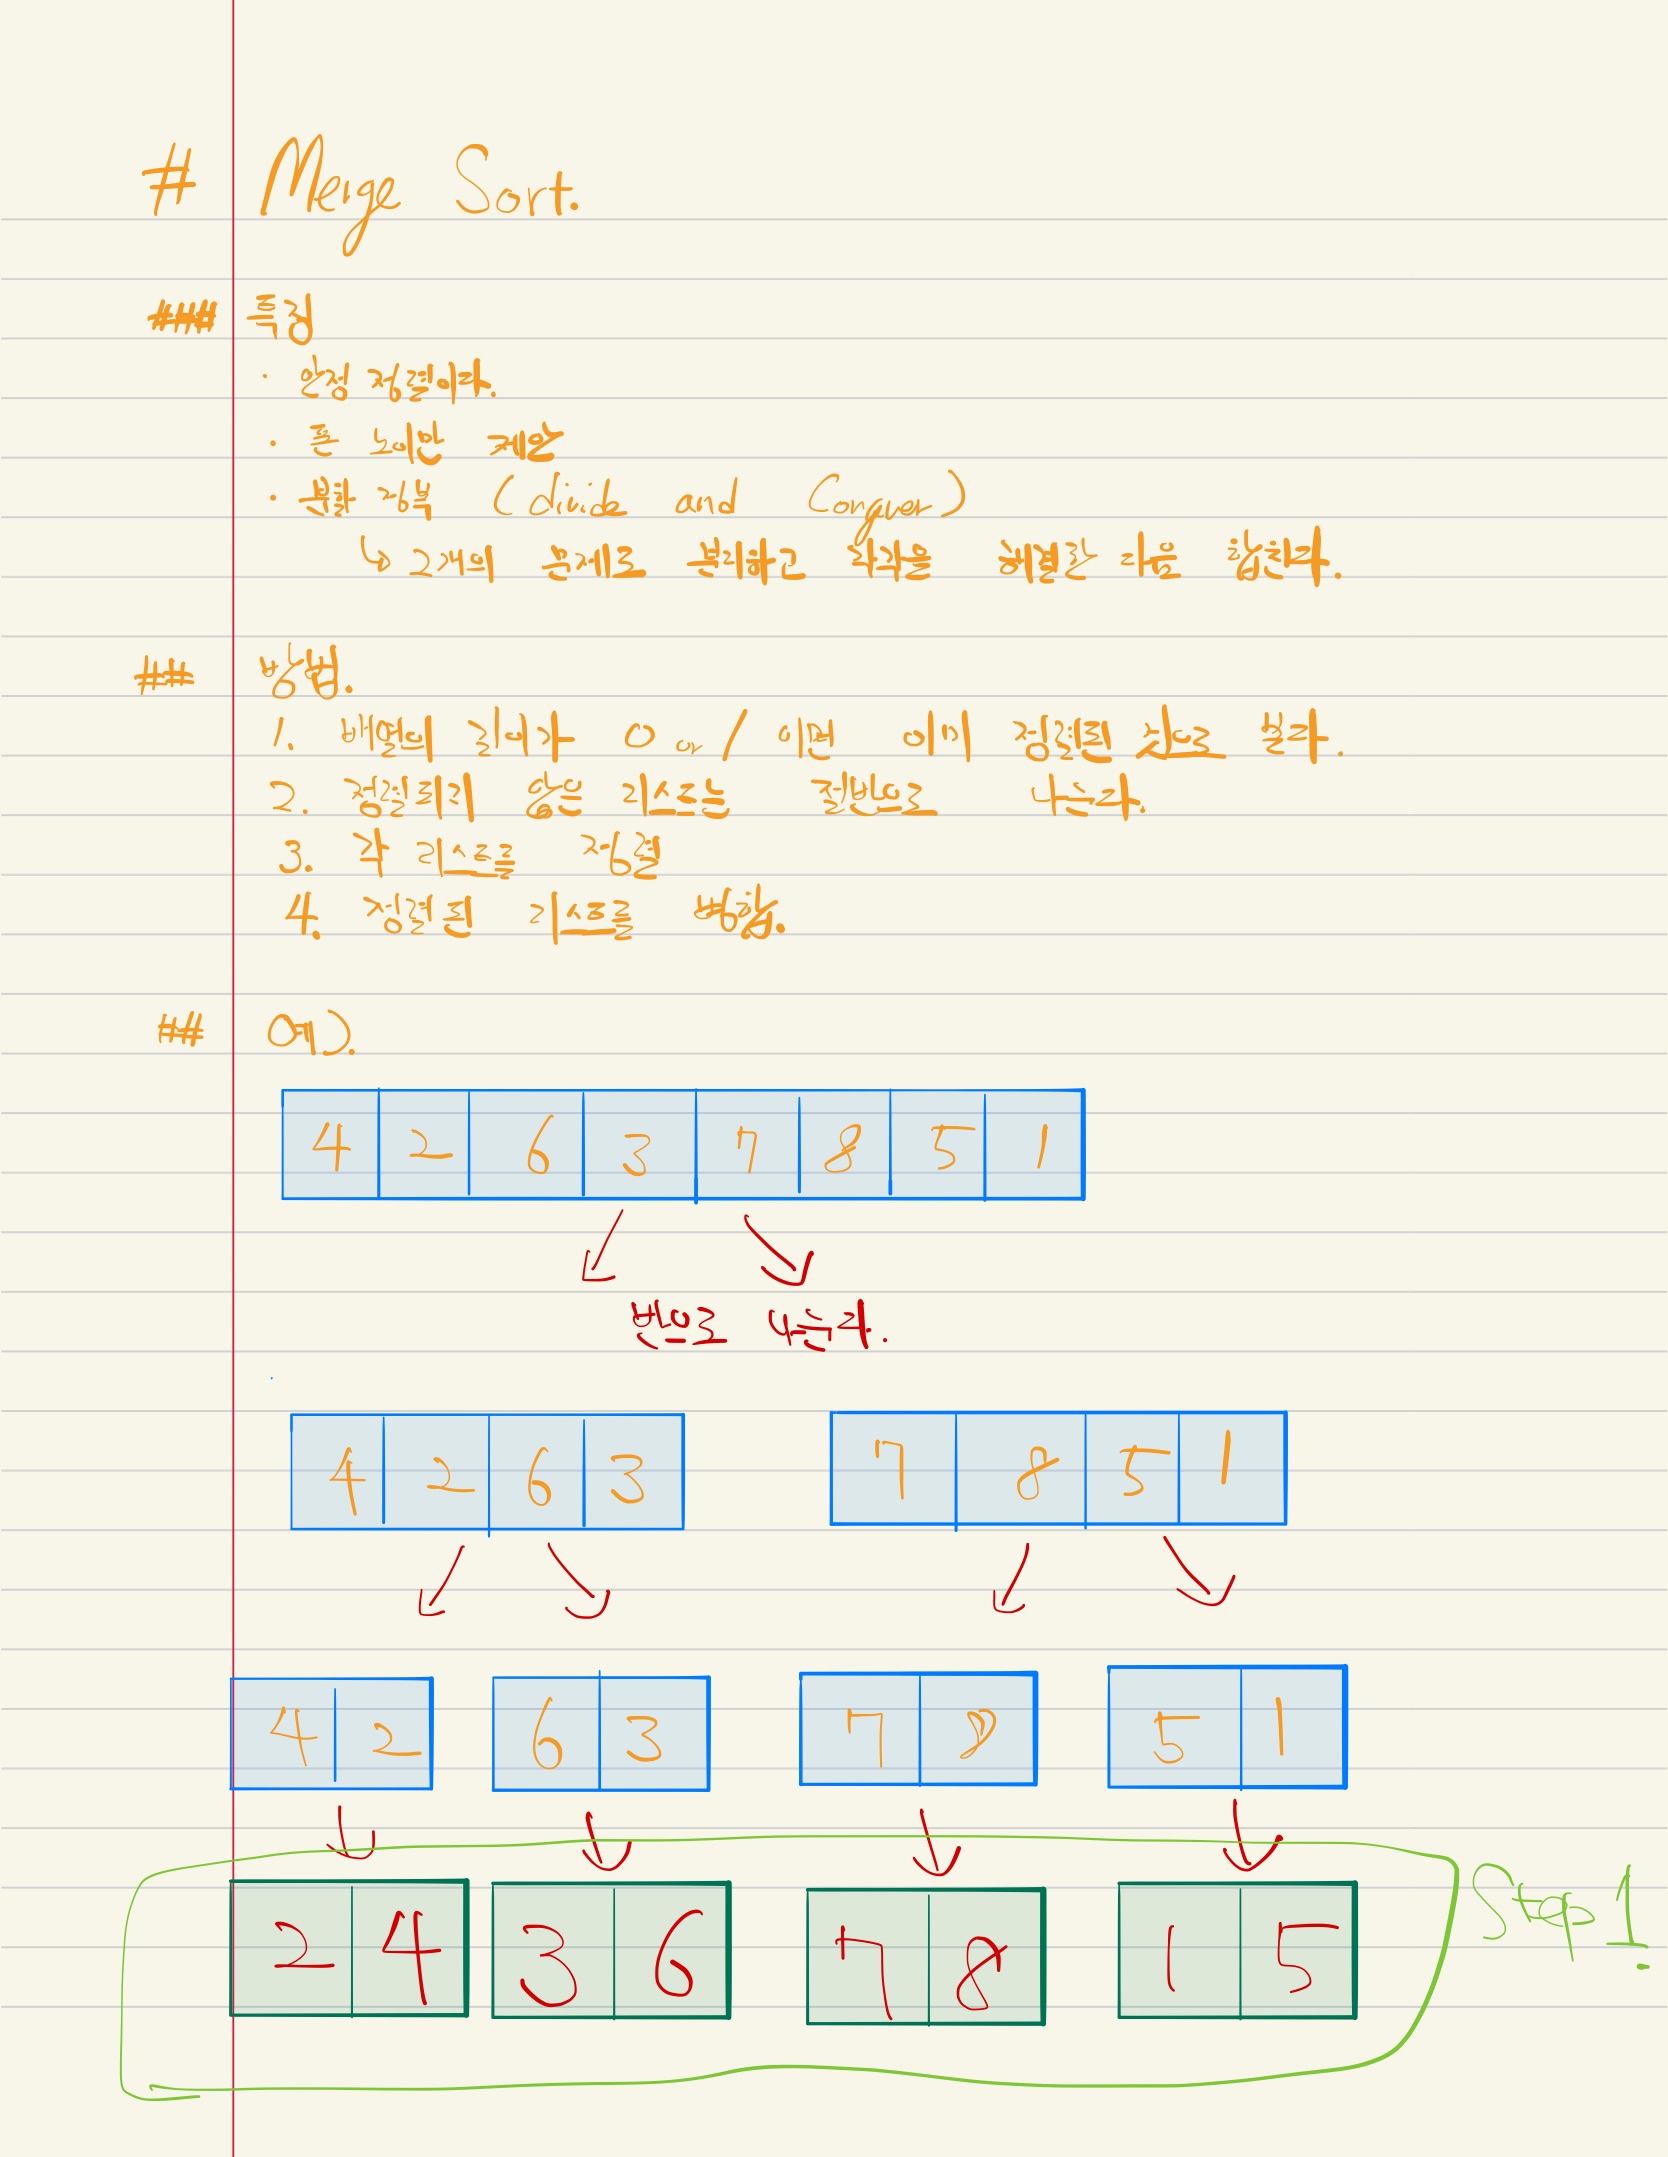 # Merge Sort.
### 특징
· 안정 정렬이다.
· 폰 노이만 제안
· 분할 정복 (divide and Conquer)
↳ 2개의 문제로 분리하고 각각을 해결한 다음 합친다.
## 방법.
1. 배열의 길이가 0 or 1 이면 이미 정렬된 것으로 본다.
2. 정렬되지 않은 리스트는 절반으로 나눈다.
3. 각 리스트를 정렬
4. 정렬된 리스트를 병합.
## 예).
4 2 6 3 7 8 5 1
반으로 나눈다.
4 2 6 3 7 8 5 1
4 2 6 3 7 8 5 1
2 4 3 6 7 8 1 5
Step 1.